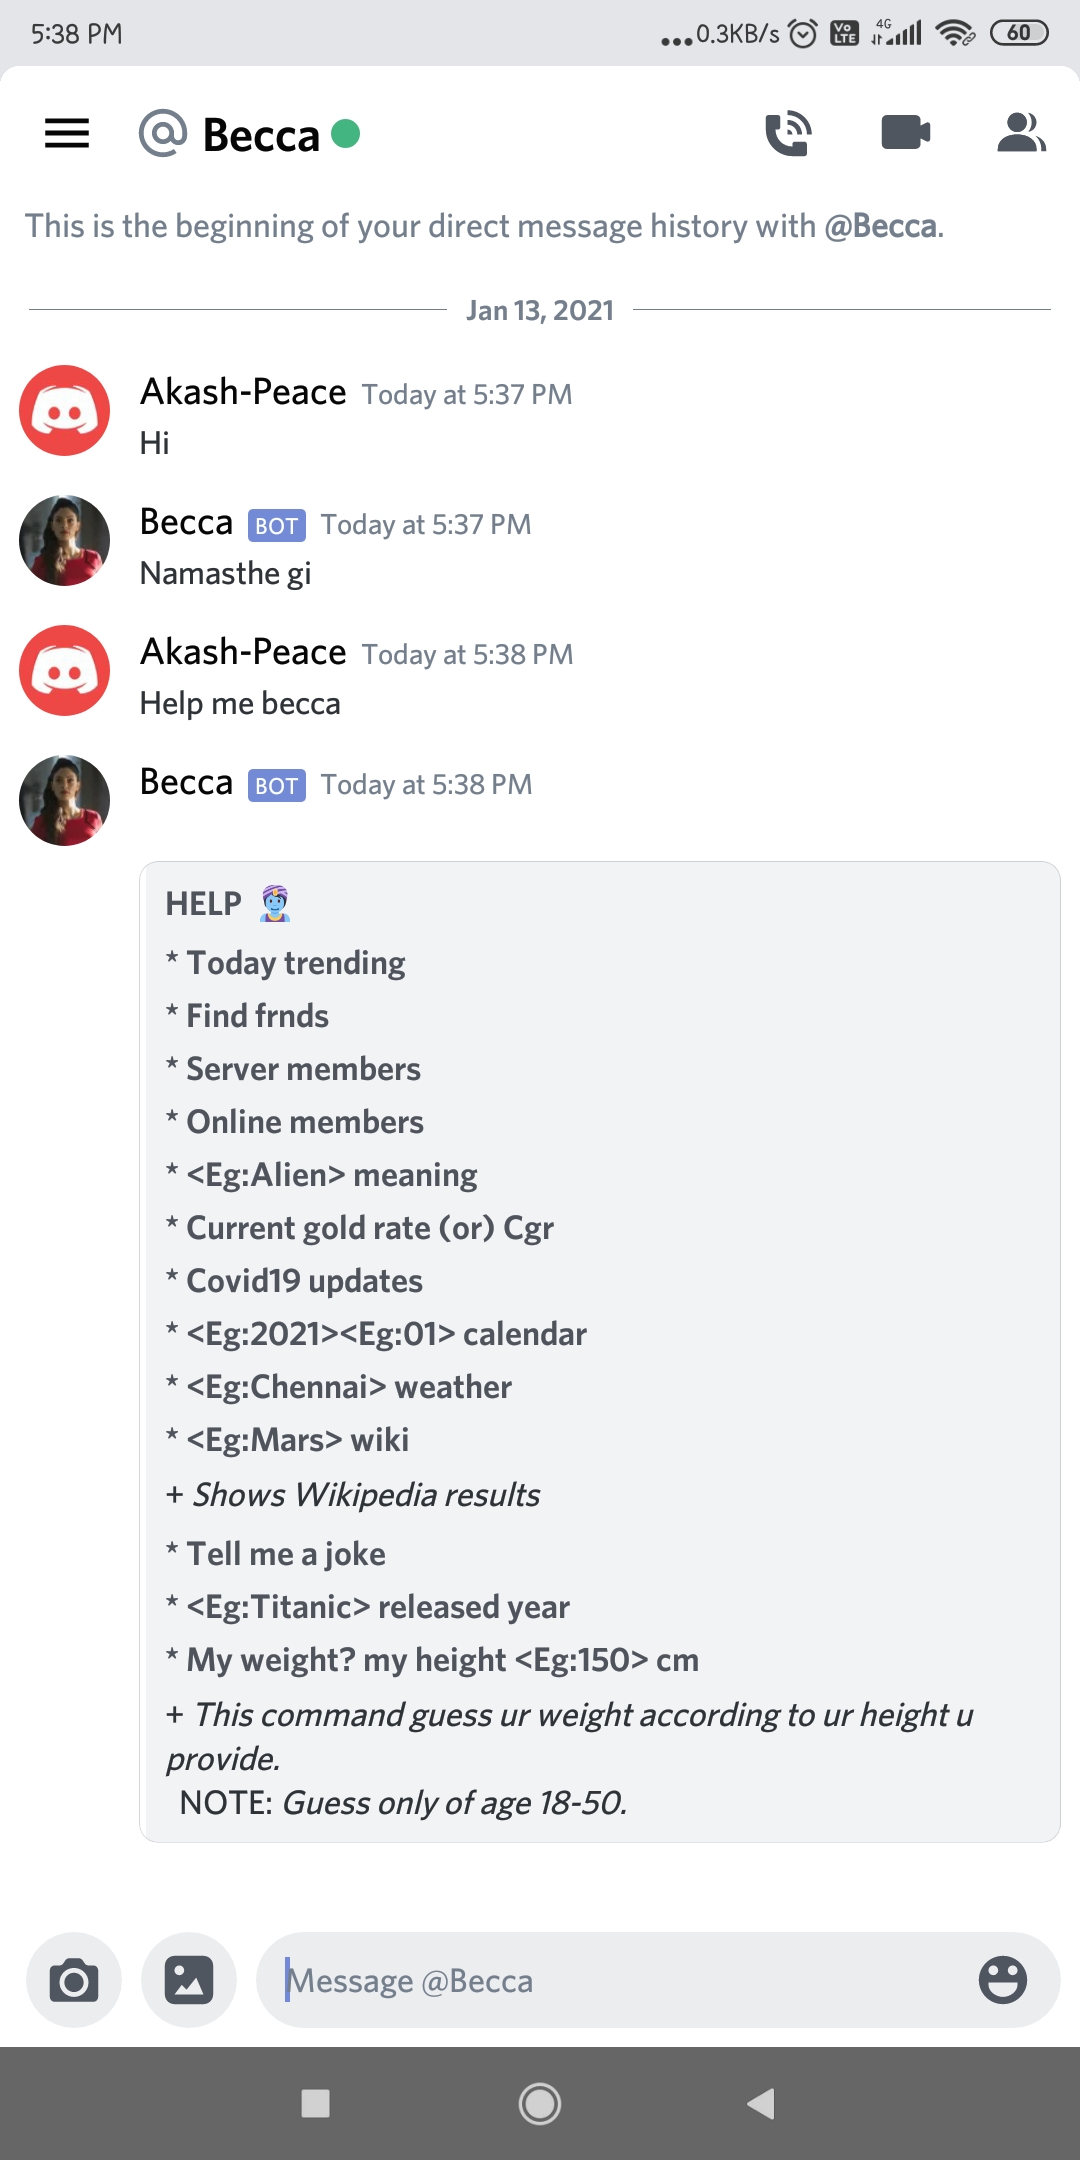 5:38 PM
...0.3KB/s
Vo LTE
4G
60
@ Becca
This is the beginning of your direct message history with @Becca.
Jan 13, 2021
Akash-Peace Today at 5:37 PM
Hi
Becca BOT Today at 5:37 PM
Namasthe gi
Akash-Peace Today at 5:38 PM
Help me becca
Becca BOT Today at 5:38 PM
HELP 🧞‍♂️
* Today trending
* Find frnds
* Server members
* Online members
* <Eg:Alien> meaning
* Current gold rate (or) Cgr
* Covid19 updates
* <Eg:2021><Eg:01> calendar
* <Eg:Chennai> weather
* <Eg:Mars> wiki
+ Shows Wikipedia results
* Tell me a joke
* <Eg:Titanic> released year
* My weight? my height <Eg:150> cm
+ This command guess ur weight according to ur height u
provide.
NOTE: Guess only of age 18-50.
Message @Becca